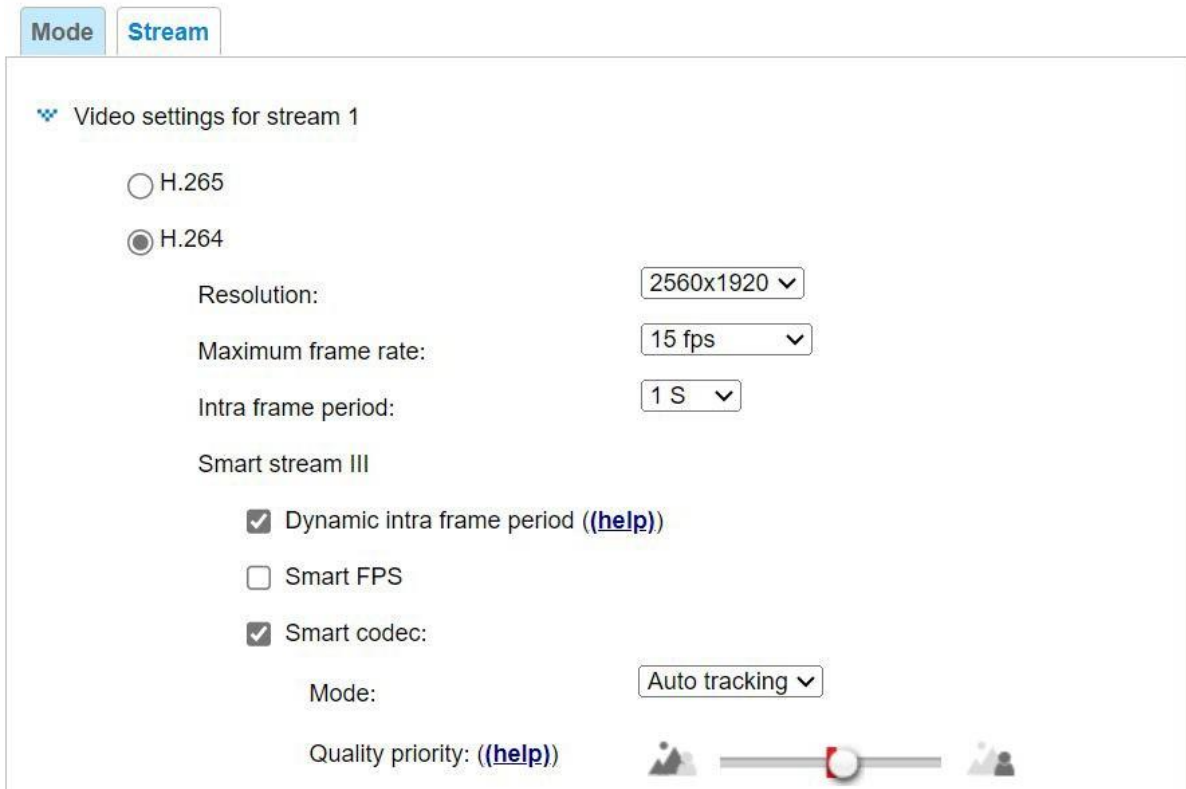 Mode Stream
Video settings for stream 1
H.265
H.264
Resolution: 2560x1920
Maximum frame rate: 15 fps
Intra frame period: 1 S
Smart stream III
Dynamic intra frame period ((help))
Smart FPS
Smart codec:
Mode: Auto tracking
Quality priority: ((help))